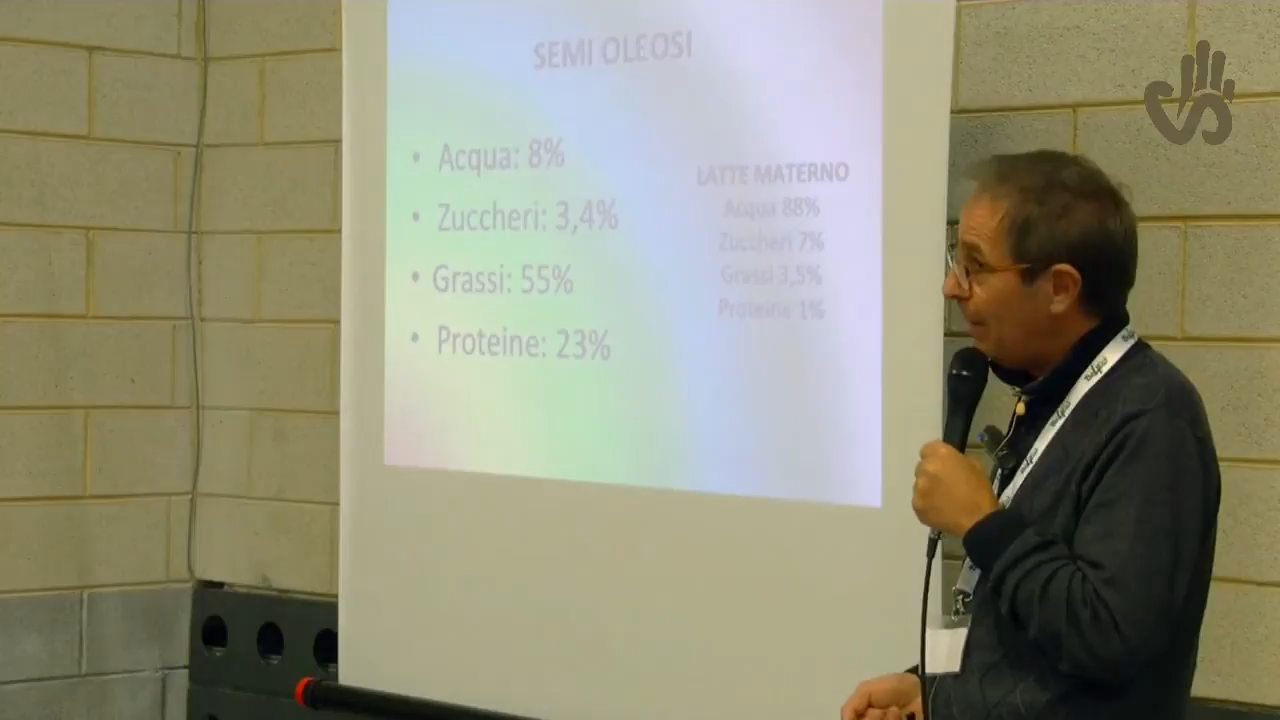 SEMI OLEOSI
• Acqua: 8%
• Zuccheri: 3,4%
• Grassi: 55%
• Proteine: 23%
LATTE MATERNO
Acqua 88%
Zuccheri 7%
Grassi 3,5%
Proteine 1%